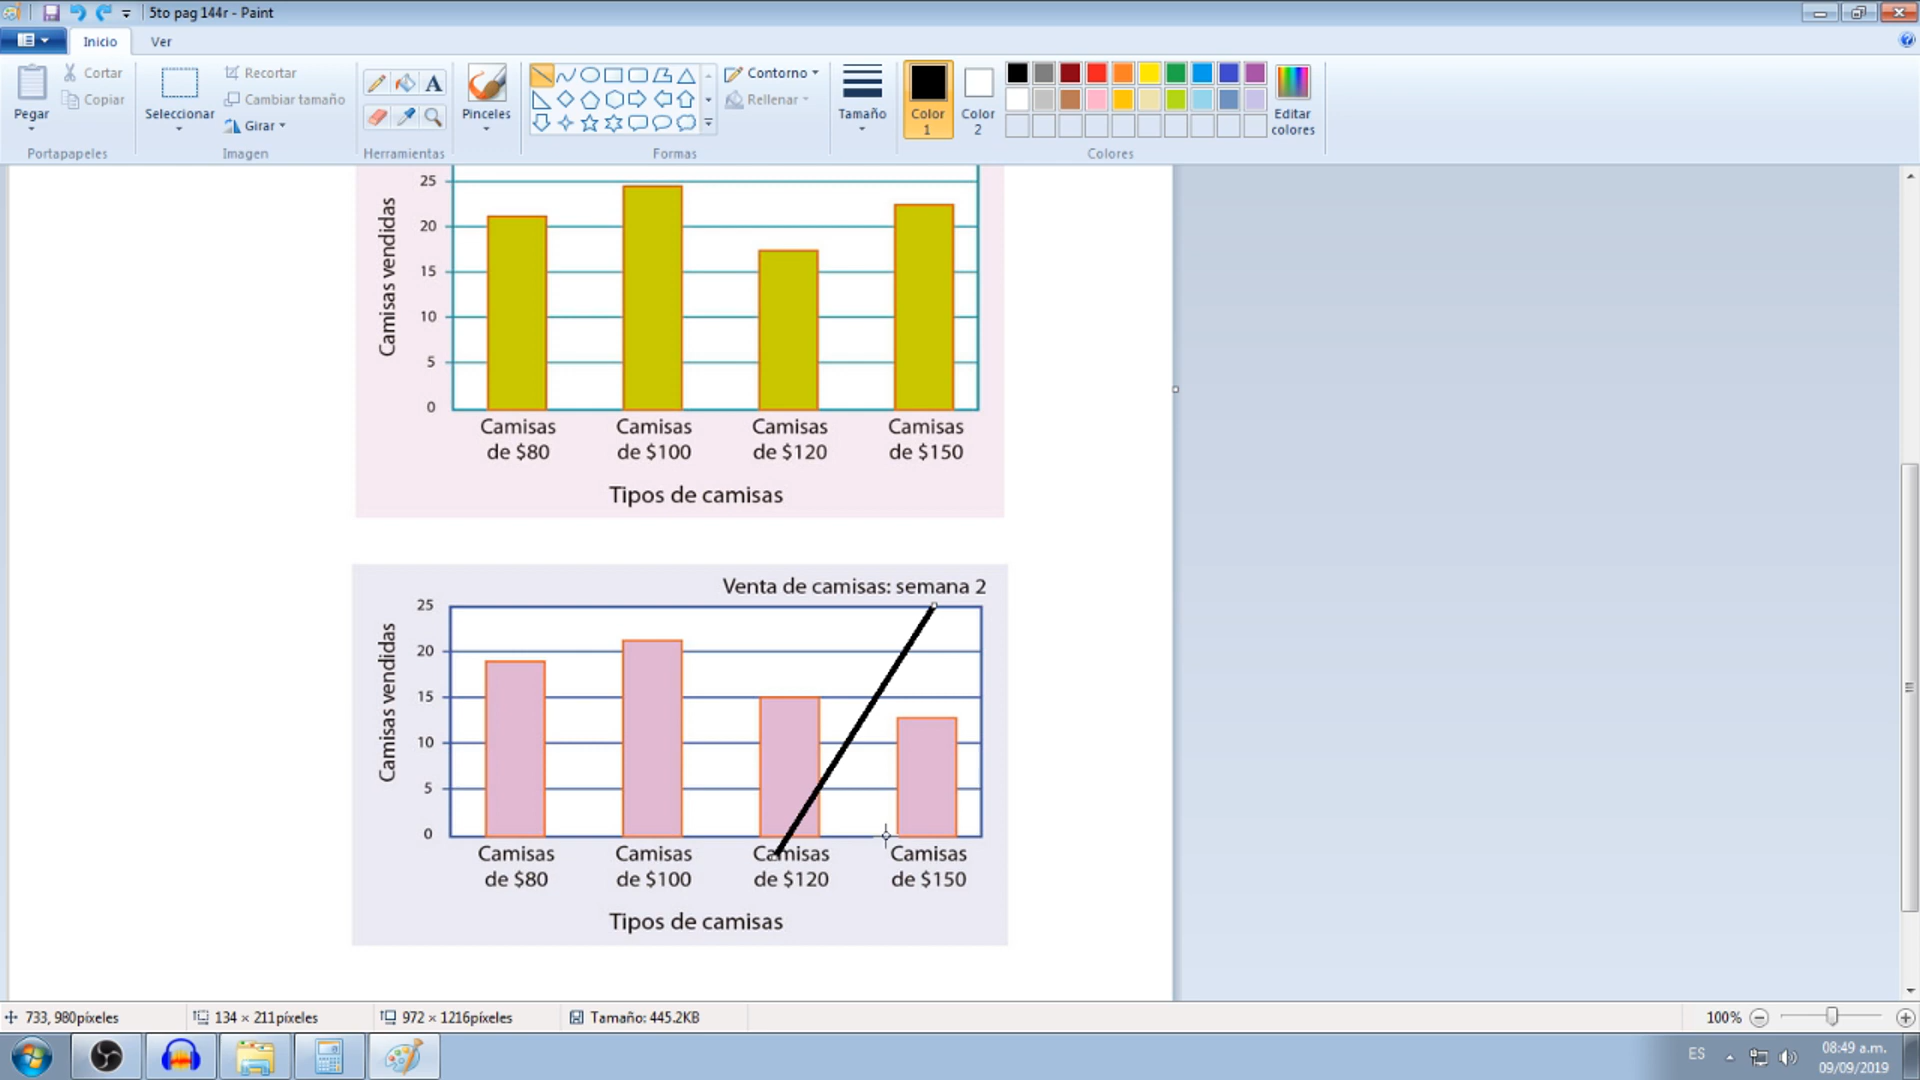 5to pag 144r - Paint
Inicio
Ver
Pegar
Cortar
Copiar
Portapapeles
Seleccionar
Recortar
Cambiar tamaño
Girar
Imagen
A
Herramientas
Pinceles
Formas
Contorno
Rellenar
Tamaño
Color
1
Color
2
Editar
colores
Colores
Camisas vendidas
25
20
15
10
5
0
Camisas
de $80
Camisas
de $100
Camisas
de $120
Camisas
de $150
Tipos de camisas
Venta de camisas: semana 2
Camisas vendidas
25
20
15
10
5
0
Camisas
de $80
Camisas
de $100
Camisas
de $120
Camisas
de $150
Tipos de camisas
733, 980píxeles
134 × 211píxeles
972 × 1216píxeles
Tamaño: 445.2KB
100%
ES
08:49 a.m.
09/09/2019